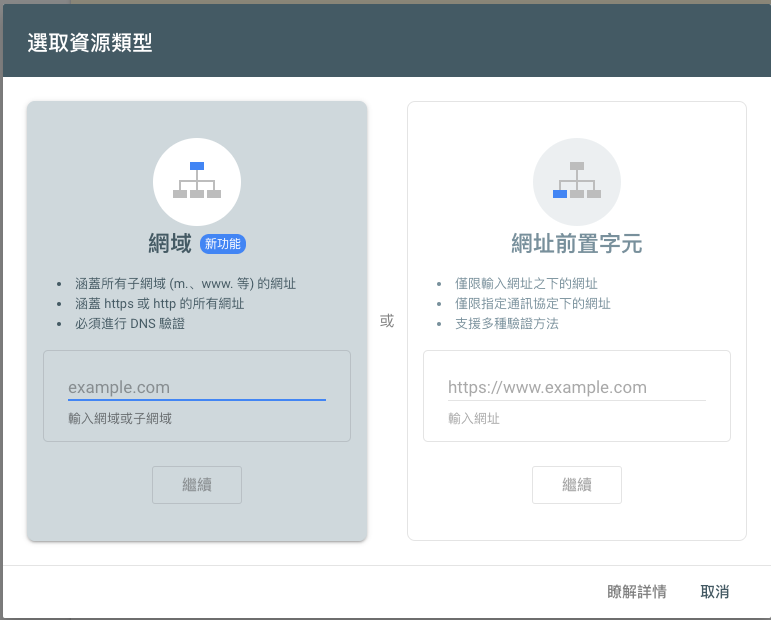 選取資源類型
網域 新功能
涵蓋所有子網域 (m.、www. 等) 的網址
涵蓋 https 或 http 的所有網址
必須進行 DNS 驗證
example.com
輸入網域或子網域
繼續
或
網址前置字元
僅限輸入網址之下的網址
僅限指定通訊協定下的網址
支援多種驗證方法
https://www.example.com
輸入網址
繼續
瞭解詳情 取消